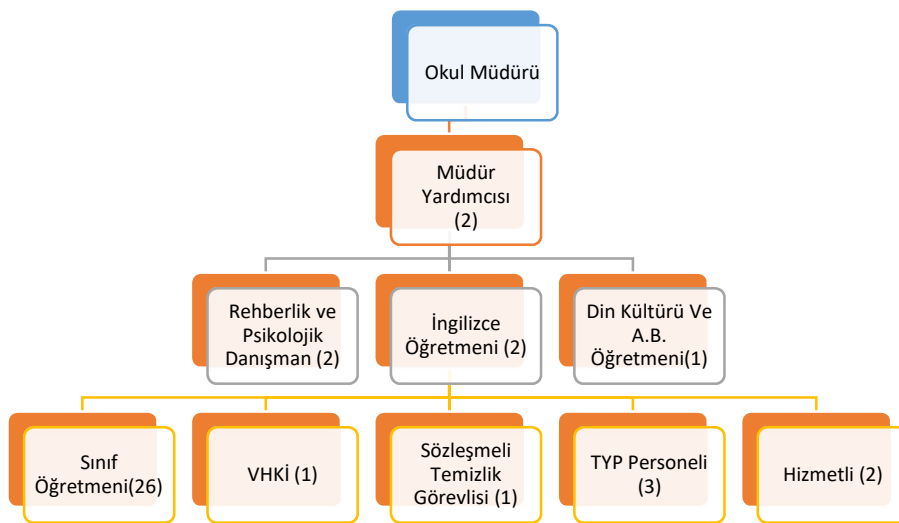 Okul Müdürü
Müdür
Yardımcısı
(2)
Rehberlik ve
Psikolojik
Danışman (2)
İngilizce
Öğretmeni (2)
Din Kültürü Ve
A.B.
Öğretmeni(1)
Sınıf
Öğretmeni(26)
VHKİ (1)
Sözleşmeli
Temizlik
Görevlisi (1)
TYP Personeli
(3)
Hizmetli (2)